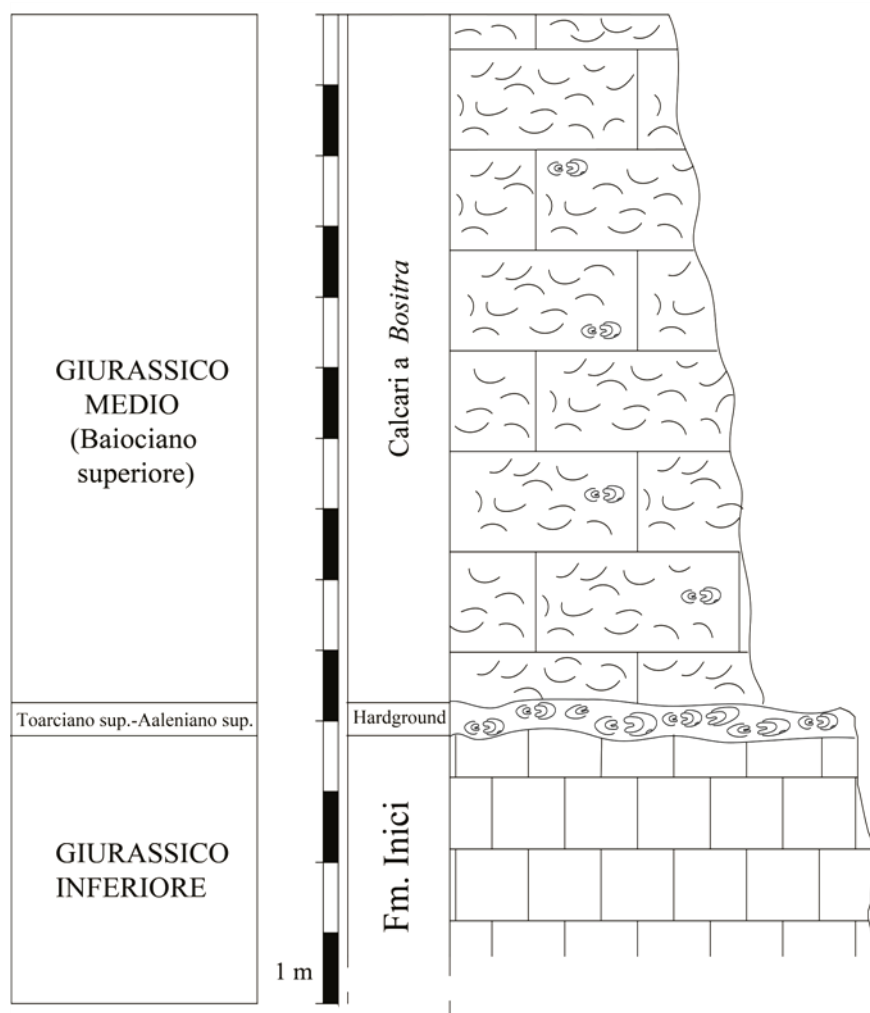 GIURASSICO
MEDIO
(Baiociano
superiore)
Calcari a Bositra
Toarciano sup.-Aaleniano sup.
Hardground
GIURASSICO
INFERIORE
Fm. Inici
1 m